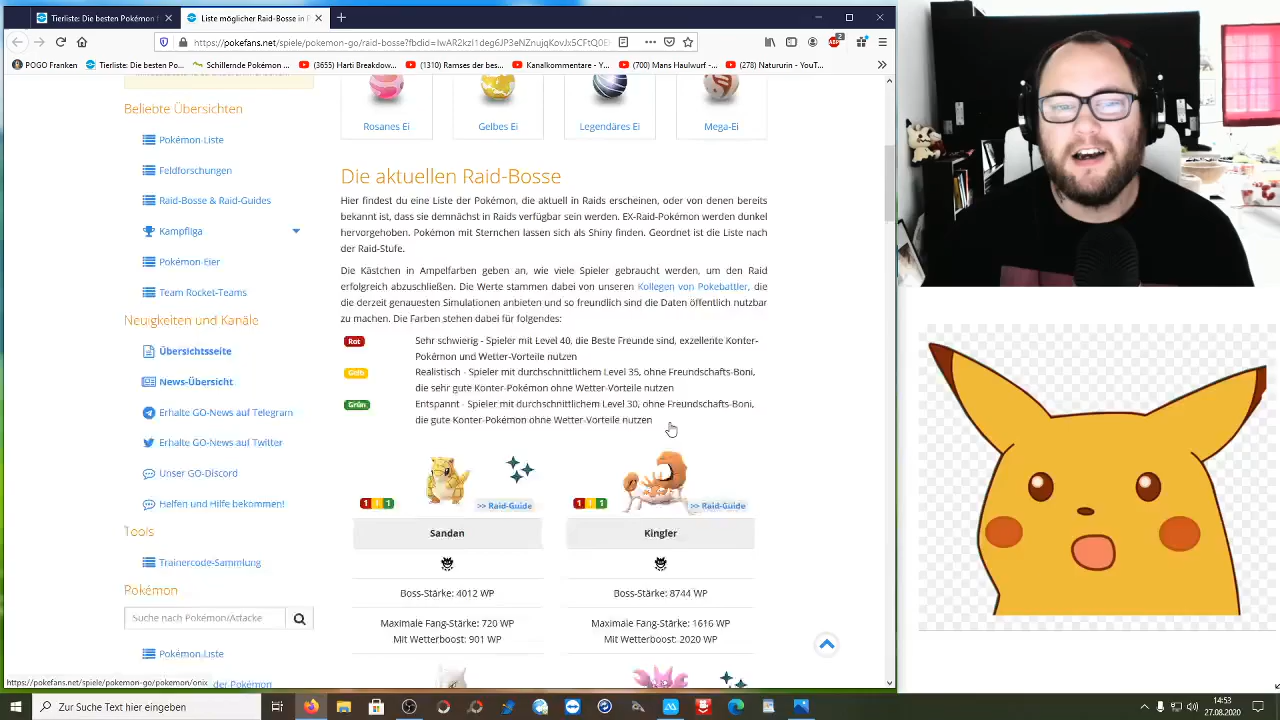 Tierliste: Die besten Pokémon f
Liste möglicher Raid-Bosse in P
https://pokefans.net/spiele/pokemon-go/raid-bosse?fbdid=IwAR2kzI1deg6JP3eNZnujqKovJx5CFtQ0E
POGO Franken
Tierliste: Die besten Po...
Schillernde Pokémon ...
(3655) Harti Breakdow...
(1310) Ramses der bes...
Kanalkommentare - Y...
(700) Mans Haulwurf -...
(278) Natururin - YouT...
Beliebte Übersichten
Pokémon-Liste
Feldforschungen
Raid-Bosse & Raid-Guides
Kampfliga
Pokémon-Eier
Team Rocket-Teams
Neuigkeiten und Kanäle
Übersichtsseite
News-Übersicht
Erhalte GO-News auf Telegram
Erhalte GO-News auf Twitter
Unser GO-Discord
Helfen und Hilfe bekommen!
Tools
Trainercode-Sammlung
Pokémon
Suche nach Pokémon/Attacke
Pokémon-Liste
der Pokémon
Rosanes Ei
Gelbes Ei
Legendäres Ei
Mega-Ei
Die aktuellen Raid-Bosse
Hier findest du eine Liste der Pokémon, die aktuell in Raids erscheinen, oder von denen bereits
bekannt ist, dass sie demnächst in Raids verfügbar sein werden. EX-Raid-Pokémon werden dunkel
hervorgehoben. Pokémon mit Sternchen lassen sich als Shiny finden. Geordnet ist die Liste nach
der Raid-Stufe.
Die Kästchen in Ampelfarben geben an, wie viele Spieler gebraucht werden, um den Raid
erfolgreich abzuschließen. Die Werte stammen dabei von unseren Kollegen von Pokebattler, die
die derzeit genauesten Simulationen anbieten und so freundlich sind die Daten öffentlich nutzbar
zu machen. Die Farben stehen dabei für folgendes:
Rot
Sehr schwierig - Spieler mit Level 40, die Beste Freunde sind, exzellente Konter-
Pokémon und Wetter-Vorteile nutzen
Gelb
Realistisch - Spieler mit durchschnittlichem Level 35, ohne Freundschafts-Boni,
die sehr gute Konter-Pokémon ohne Wetter-Vorteile nutzen
Grün
Entspannt - Spieler mit durchschnittlichem Level 30, ohne Freundschafts-Boni,
die gute Konter-Pokémon ohne Wetter-Vorteile nutzen
1 1 1
>> Raid-Guide
1 1 1
>> Raid-Guide
Sandan
Kingler
Boss-Stärke: 4012 WP
Boss-Stärke: 8744 WP
Maximale Fang-Stärke: 720 WP
Maximale Fang-Stärke: 1616 WP
Mit Wetterboost: 901 WP
Mit Wetterboost: 2020 WP
https://pokefans.net/spiele/pokemon-go/pokemon/onix
Zur Suche Text hier eingeben
14:53
27.08.2020